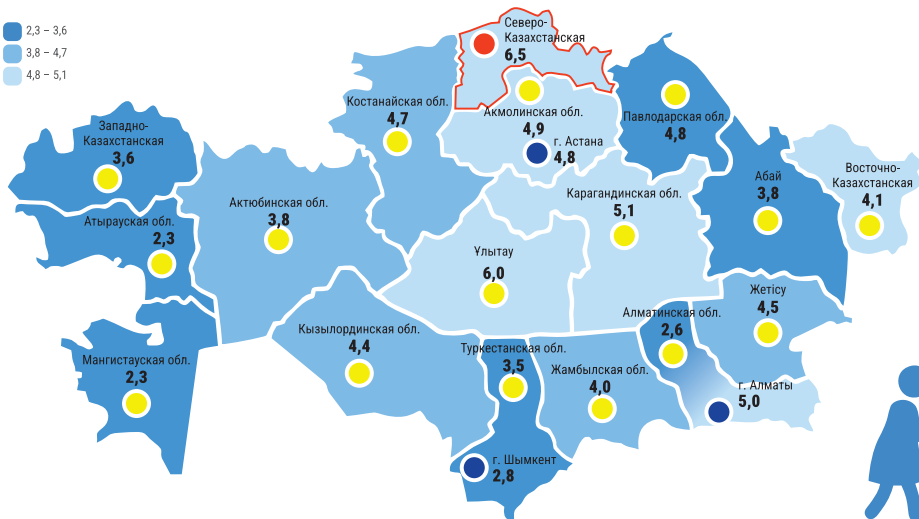 2,3 – 3,6
3,8 – 4,7
4,8 – 5,1
Северо-
Казахстанская
6,5
Костанайская обл.
4,7
Акмолинская обл.
4,9
г. Астана
4,8
Павлодарская обл.
4,8
Западно-
Казахстанская
3,6
Атырауская обл.
2,3
Актюбинская обл.
3,8
Карагандинская обл.
5,1
Абай
3,8
Восточно-
Казахстанская
4,1
Ұлытау
6,0
Жетісу
4,5
Мангистауская обл.
2,3
Кызылординская обл.
4,4
Туркестанская обл.
3,5
Жамбылская обл.
4,0
Алматинская обл.
2,6
г. Алматы
5,0
г. Шымкент
2,8